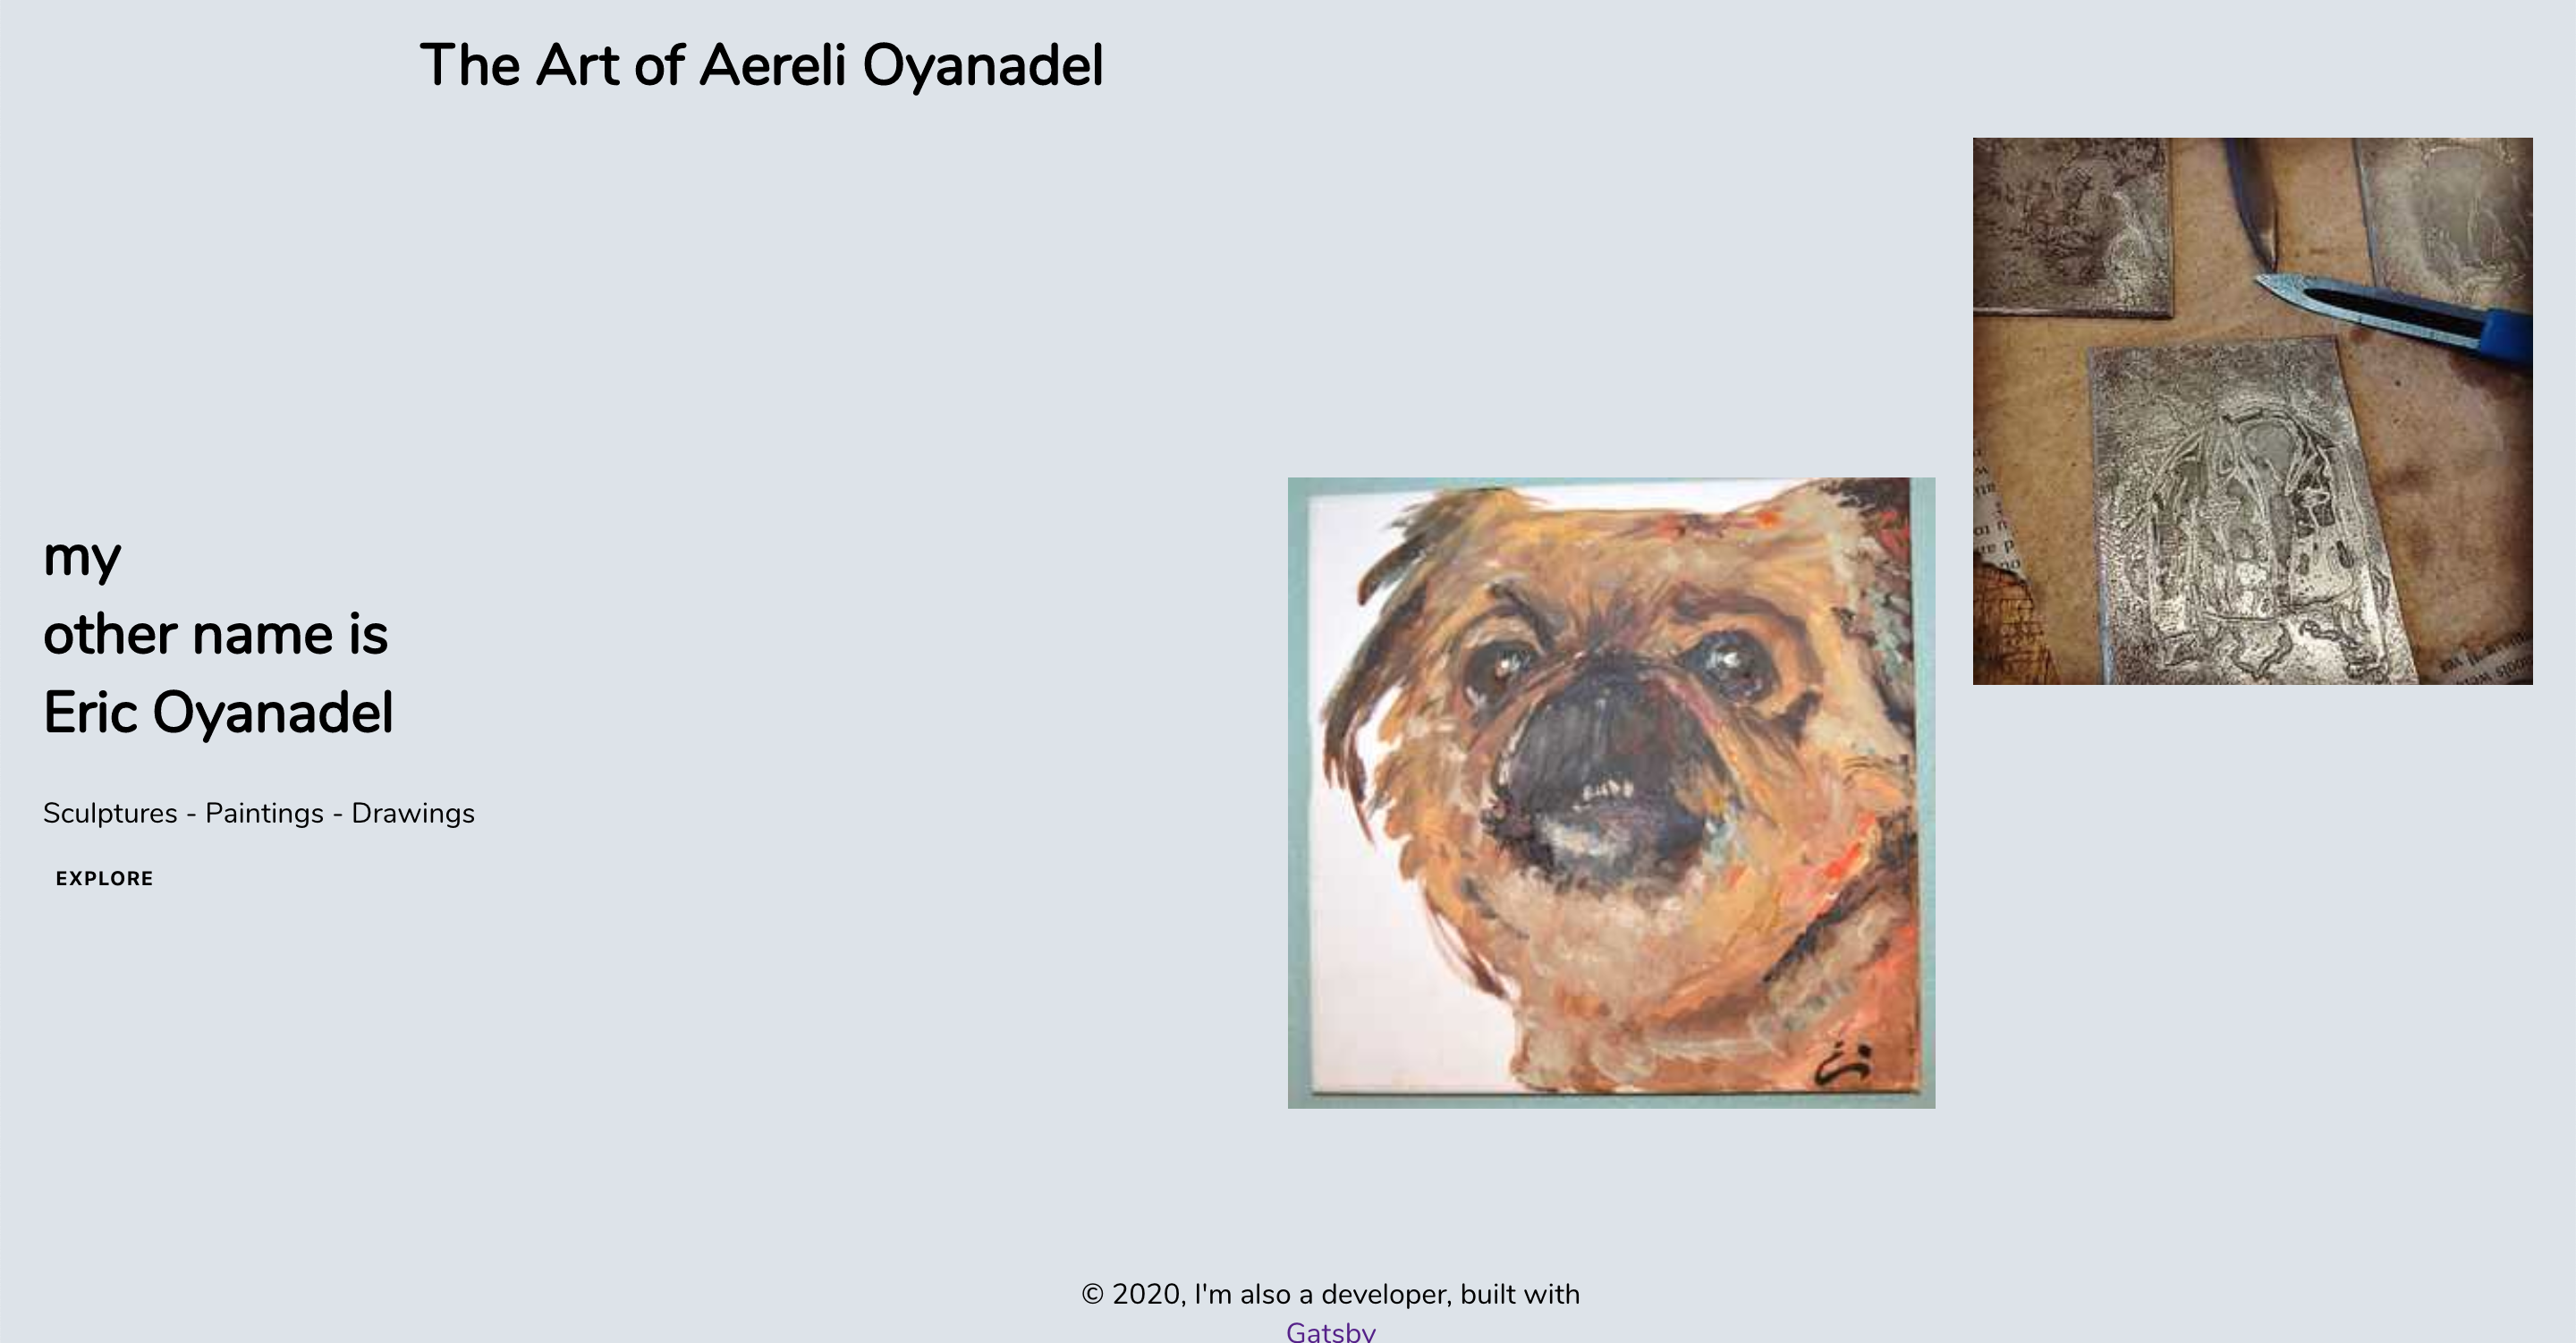 The Art of Aereli Oyanadel
my
other name is
Eric Oyanadel
Sculptures - Paintings - Drawings
EXPLORE
© 2020, I'm also a developer, built with
Gatsby